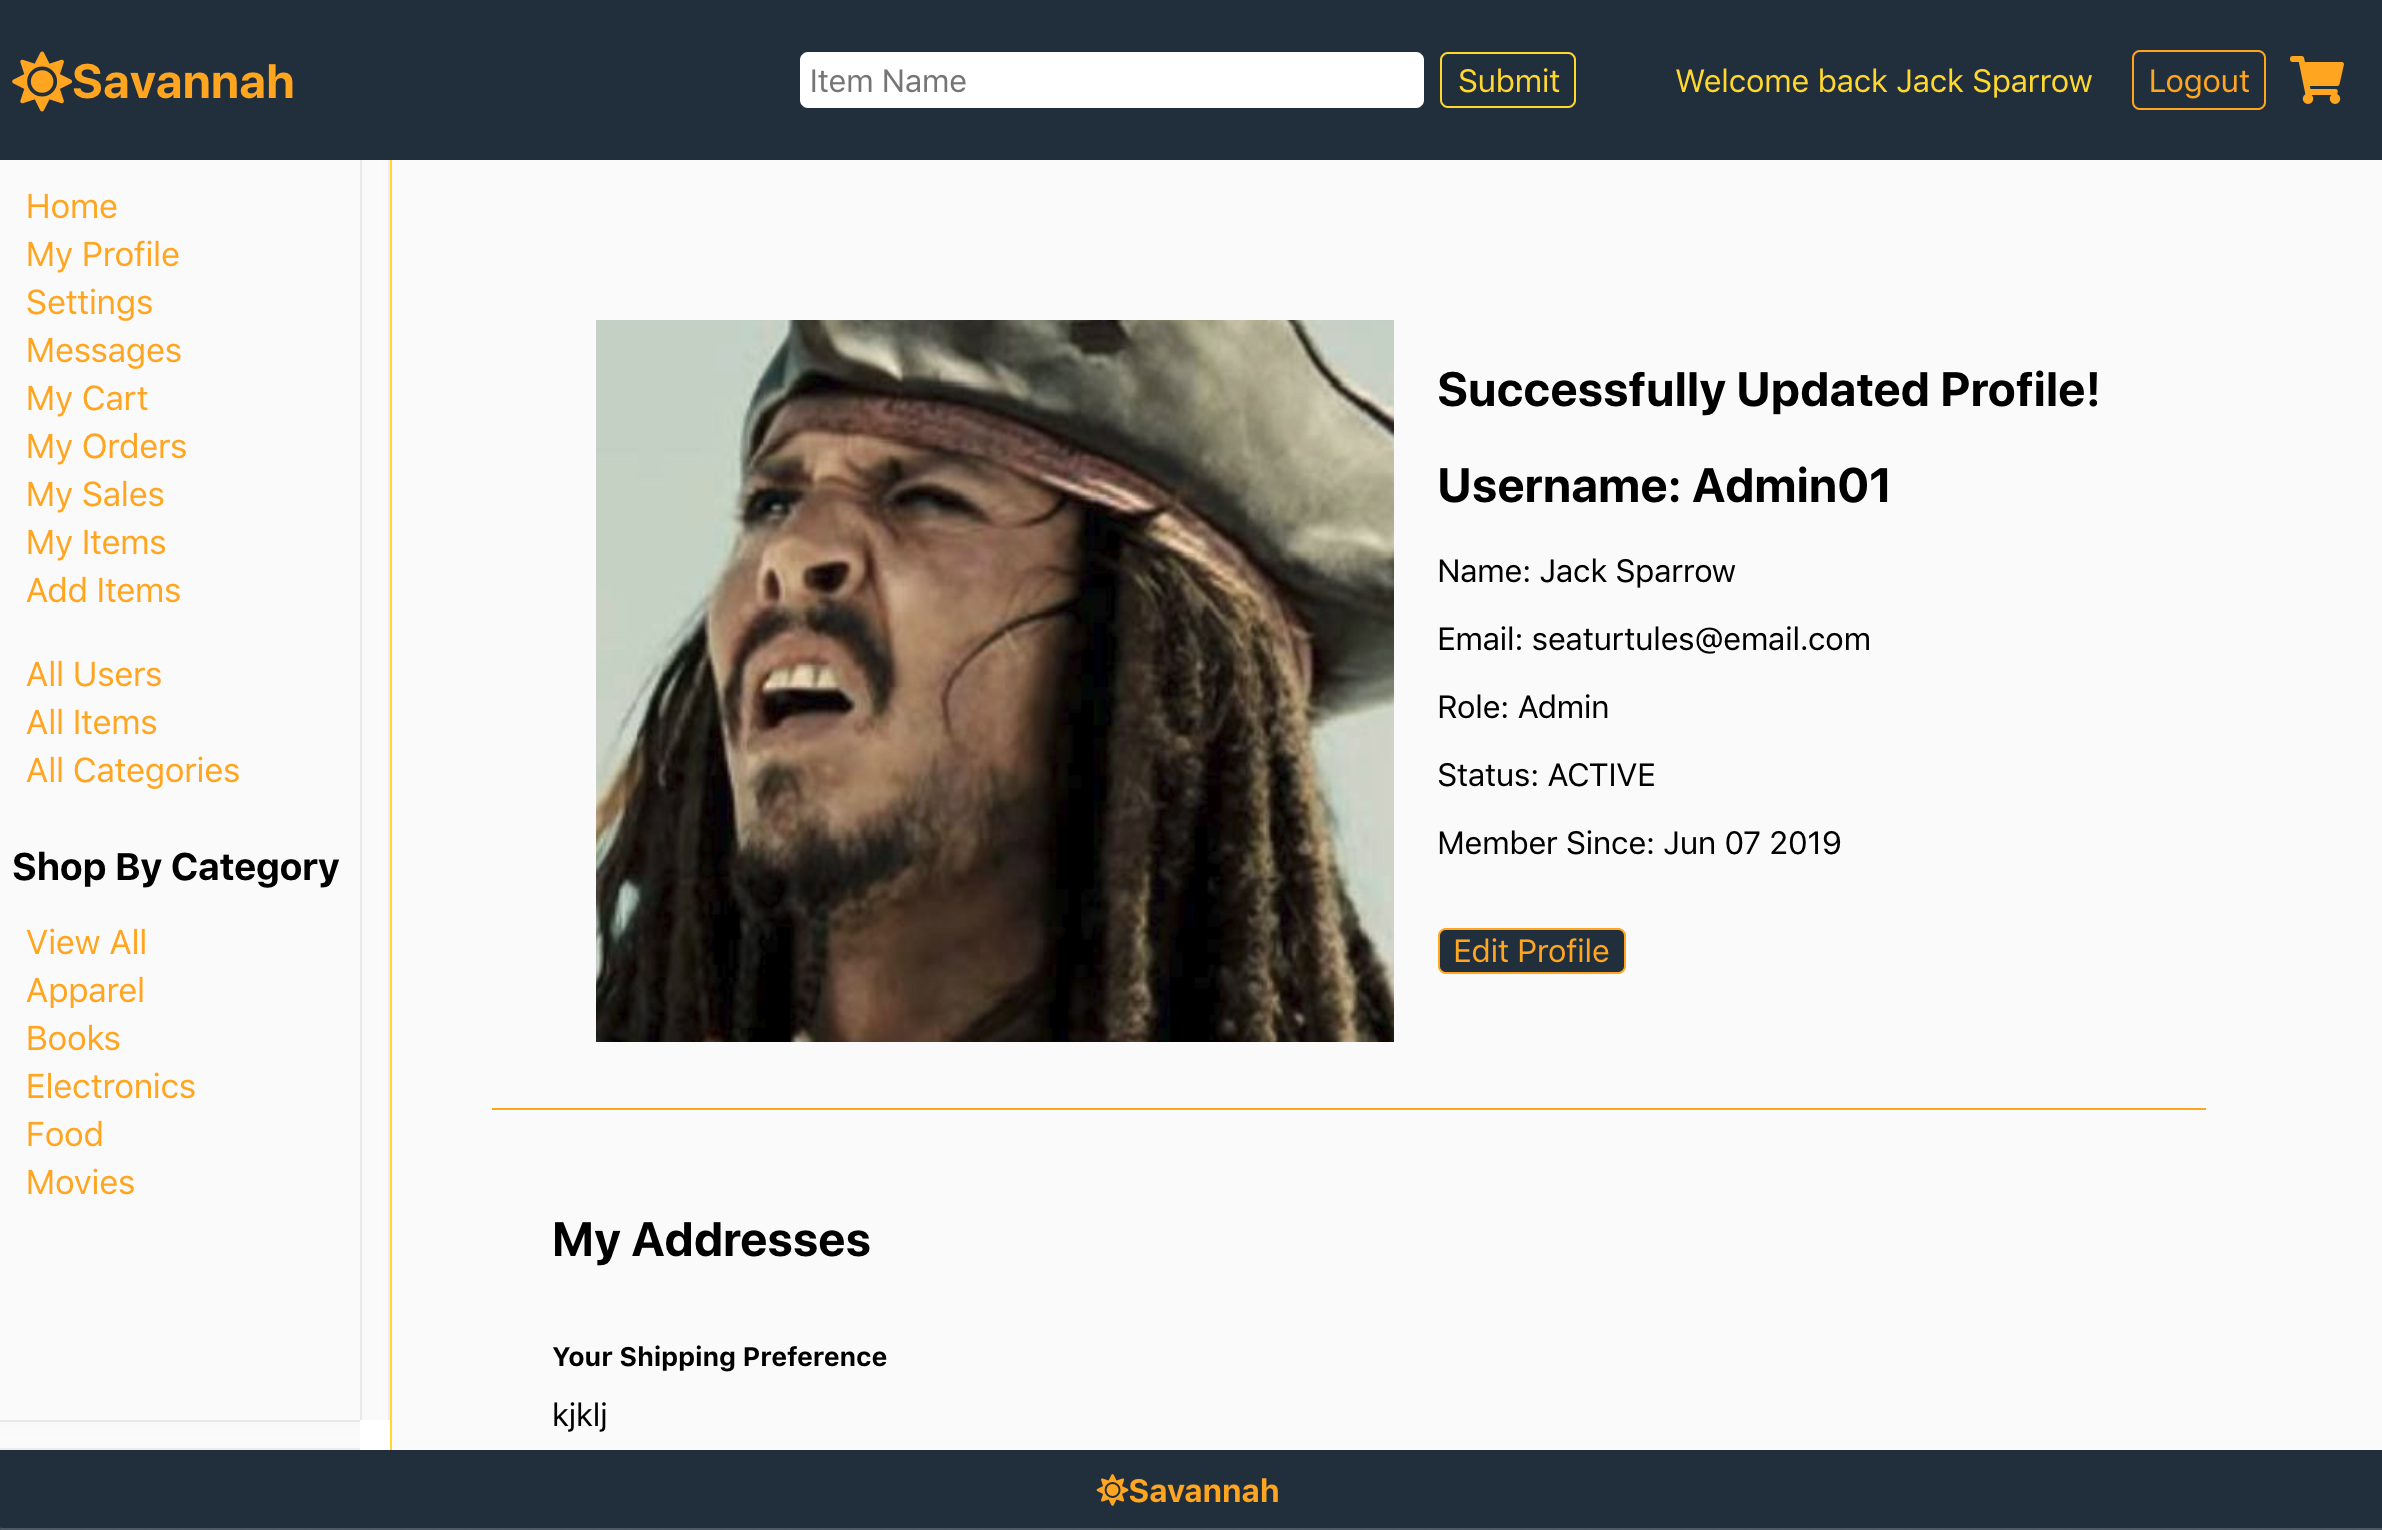 Savannah
Item Name
Submit
Welcome back Jack Sparrow
Logout
Home
My Profile
Settings
Messages
My Cart
My Orders
My Sales
My Items
Add Items
All Users
All Items
All Categories
Shop By Category
View All
Apparel
Books
Electronics
Food
Movies
Successfully Updated Profile!
Username: Admin01
Name: Jack Sparrow
Email: seaturtules@email.com
Role: Admin
Status: ACTIVE
Member Since: Jun 07 2019
Edit Profile
My Addresses
Your Shipping Preference
kjklj
Savannah